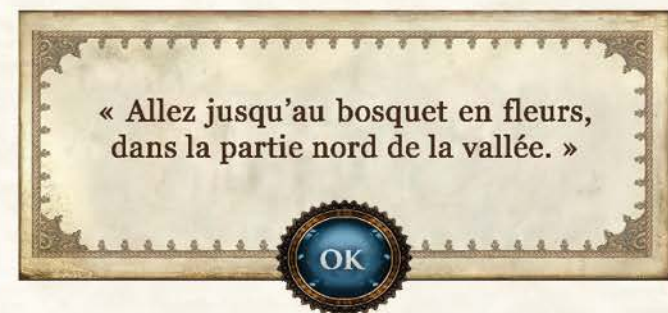 « Allez jusqu’au bosquet en fleurs,
dans la partie nord de la vallée. »
OK